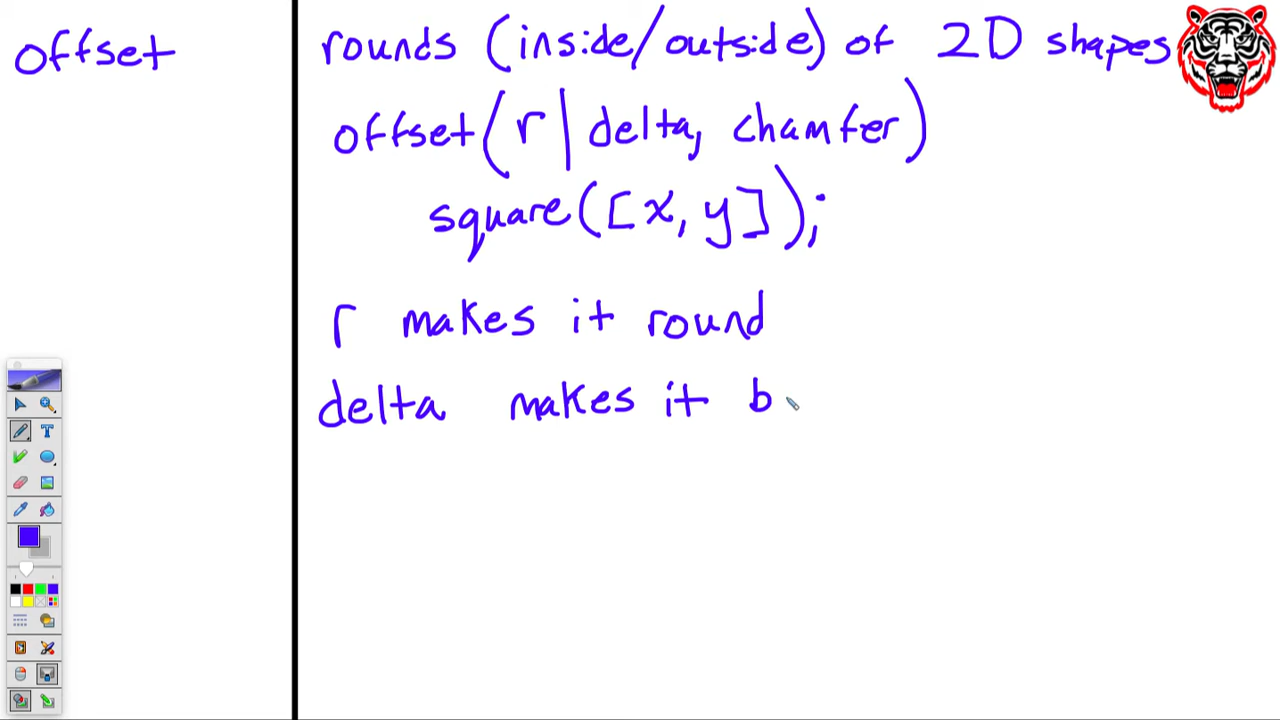 offset
rounds (inside/outside) of 2D shapes
offset(r | delta, chamfer)
square([x, y]);
r makes it round
delta makes it b